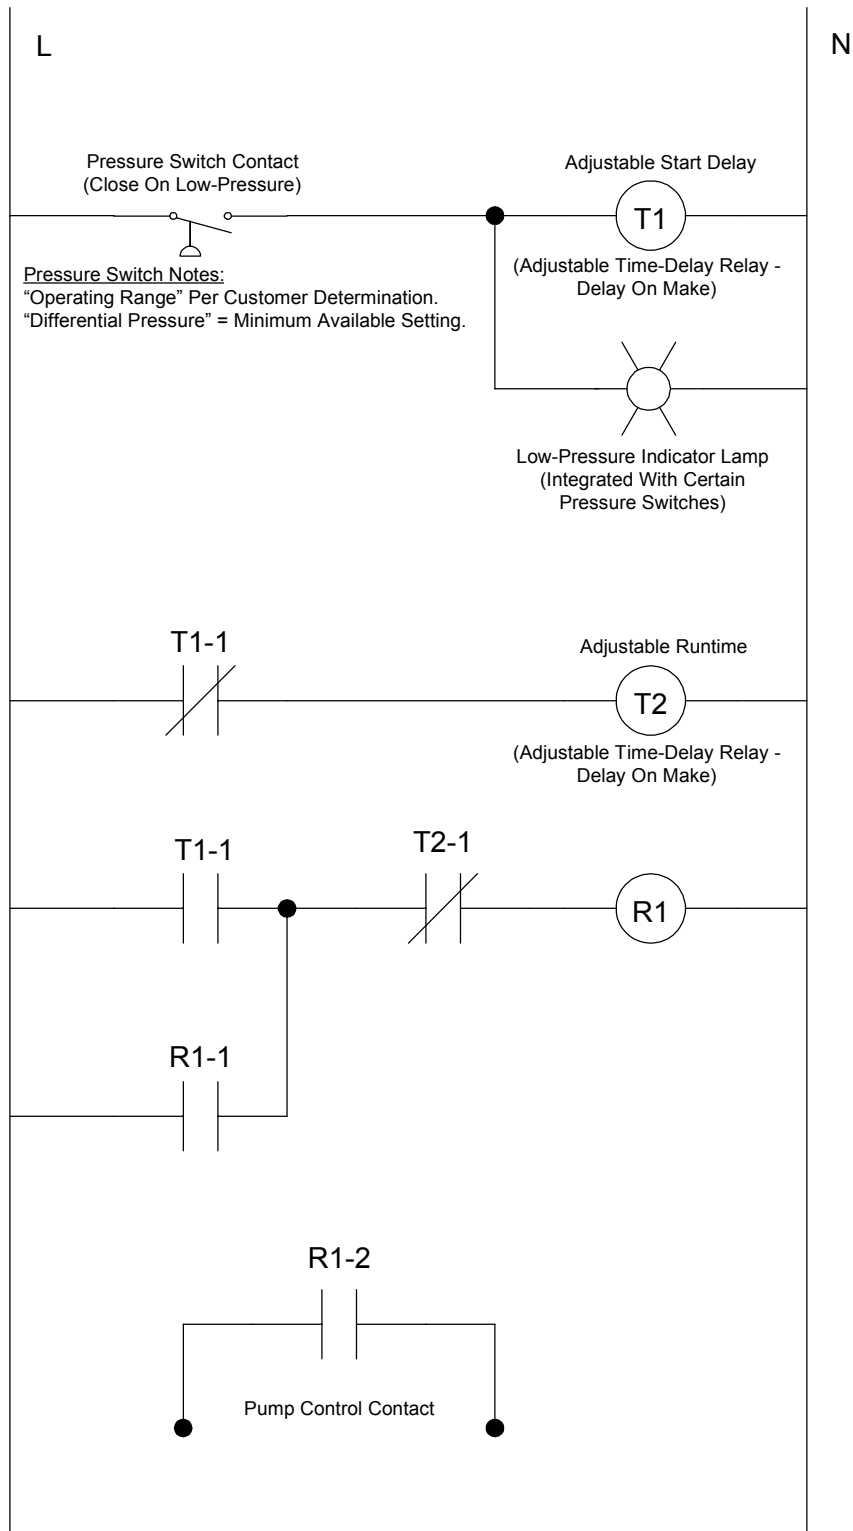 L
N
Pressure Switch Contact
(Close On Low-Pressure)
Adjustable Start Delay
T1
(Adjustable Time-Delay Relay -
Delay On Make)
Pressure Switch Notes:
“Operating Range” Per Customer Determination.
“Differential Pressure” = Minimum Available Setting.
Low-Pressure Indicator Lamp
(Integrated With Certain
Pressure Switches)
T1-1
Adjustable Runtime
T2
(Adjustable Time-Delay Relay -
Delay On Make)
T1-1
T2-1
R1
R1-1
R1-2
Pump Control Contact